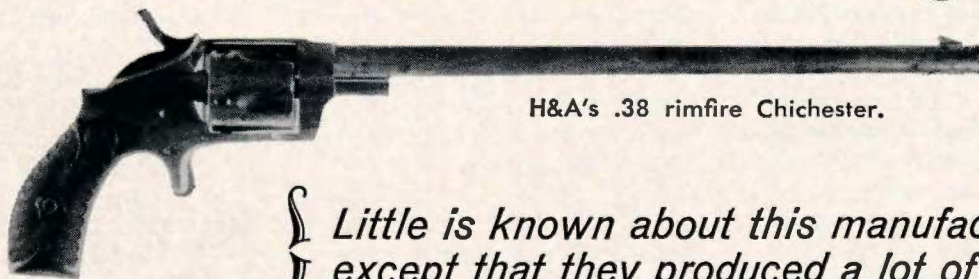 H&A's .38 rimfire Chichester.
Little is known about this manufac
except that they produced a lot of